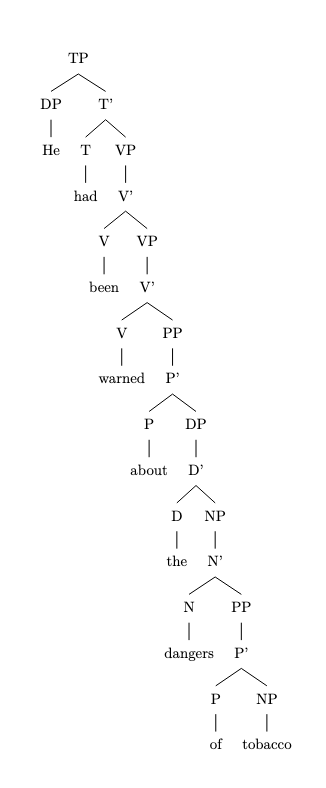 TP
DP T'
He T VP
had V'
V VP
been V'
V PP
warned P'
P DP
about D'
D NP
the N'
N PP
dangers P'
P NP
of tobacco